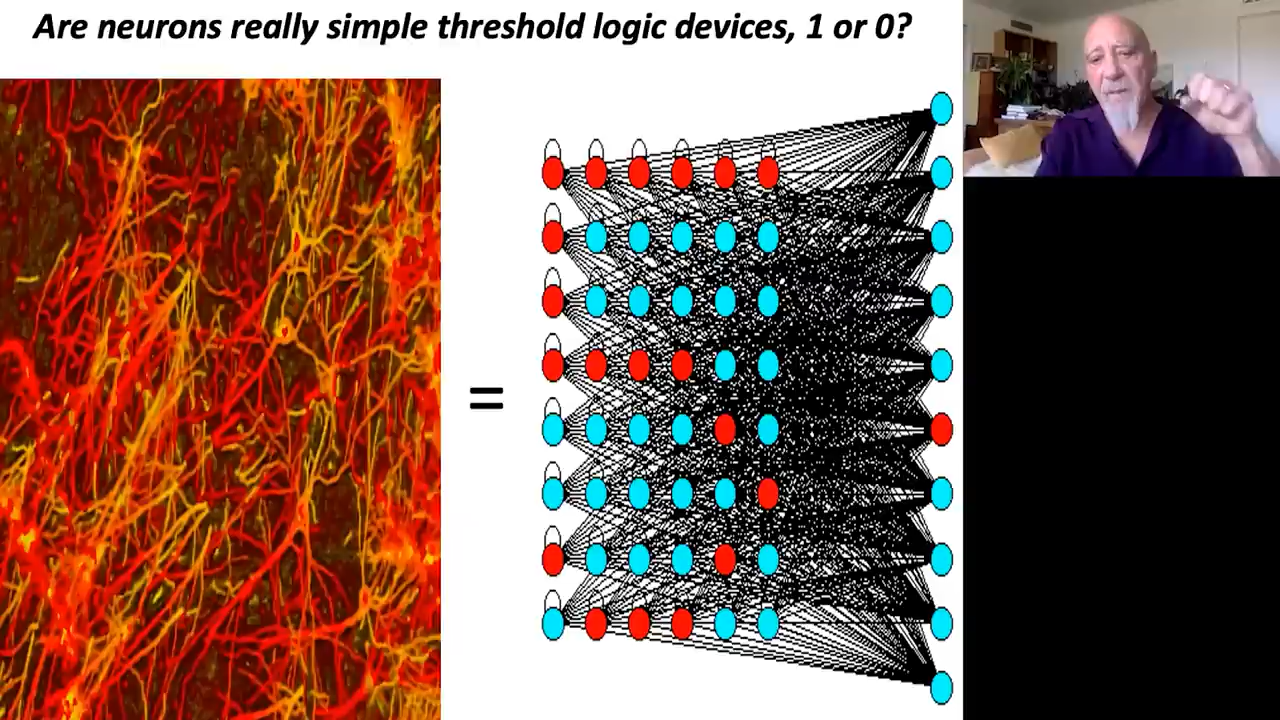 Are neurons really simple threshold logic devices, 1 or 0?
=